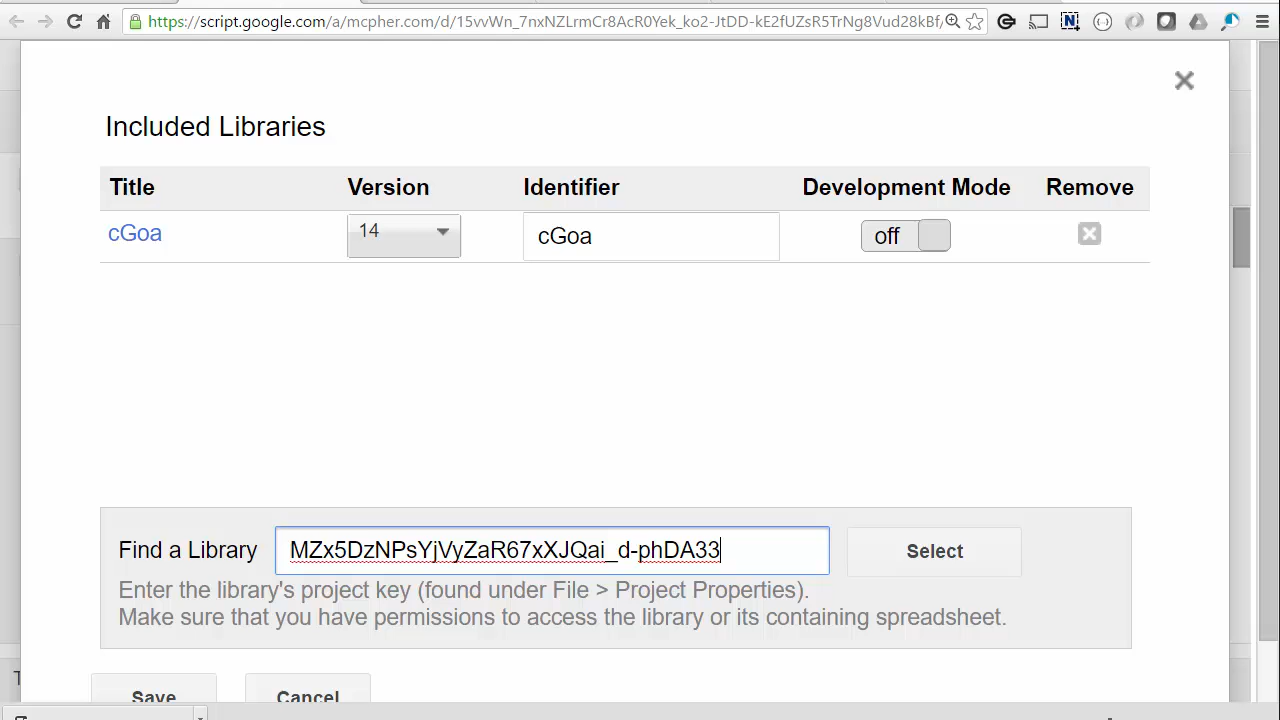 https://script.google.com/a/mcpher.com/d/15vvWn_7nxNZLrmCr8AcR0Yek_ko2-JtDD-kE2fUZsR5TrNg8Vud28kBf/
Included Libraries
Title Version Identifier Development Mode Remove
cGoa 14 cGoa off
Find a Library MZx5DzNPsYjVyZaR67xXJQai_d-phDA33 Select
Enter the library's project key (found under File > Project Properties).
Make sure that you have permissions to access the library or its containing spreadsheet.
Save Cancel